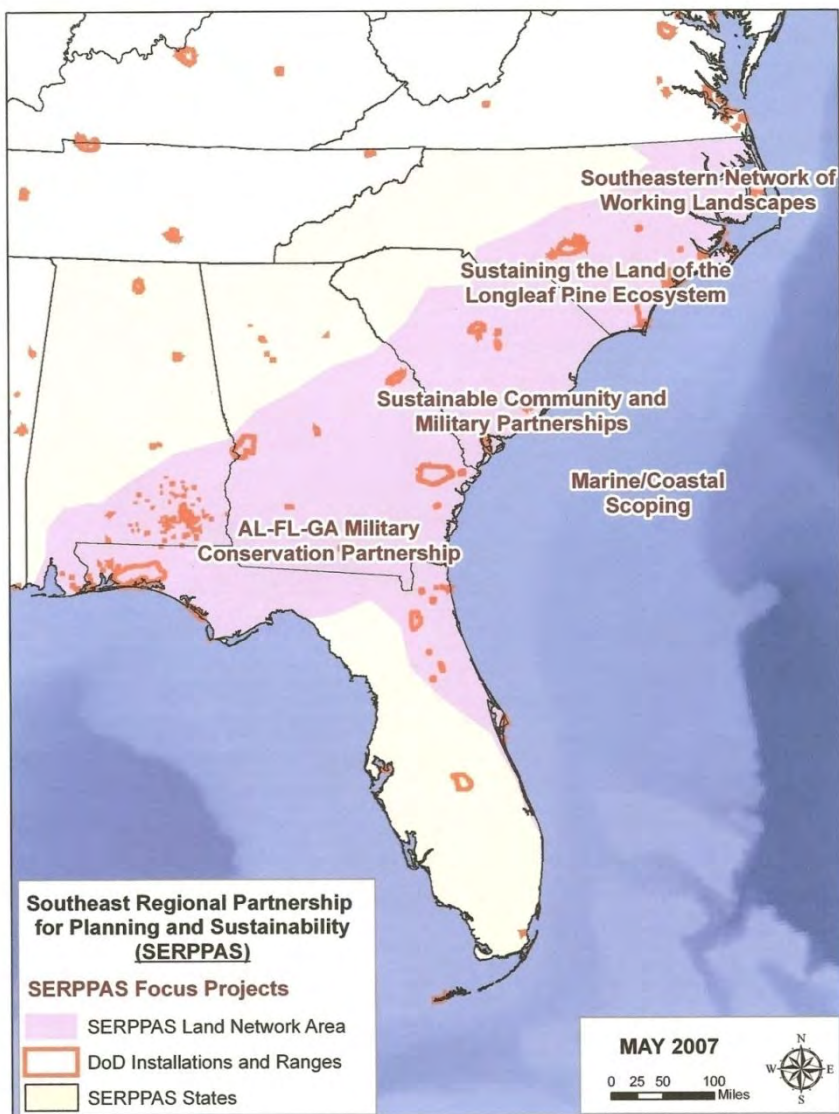 Southeastern Network of
Working Landscapes
Sustaining the Land of the
Longleaf Pine Ecosystem
Sustainable Community and
Military Partnerships
Marine/Coastal
Scoping
AL-FL-GA Military
Conservation Partnership
Southeast Regional Partnership
for Planning and Sustainability
(SERPPAS)
SERPPAS Focus Projects
SERPPAS Land Network Area
DoD Installations and Ranges
SERPPAS States
MAY 2007
0 25 50 100
Miles
N
W E
S